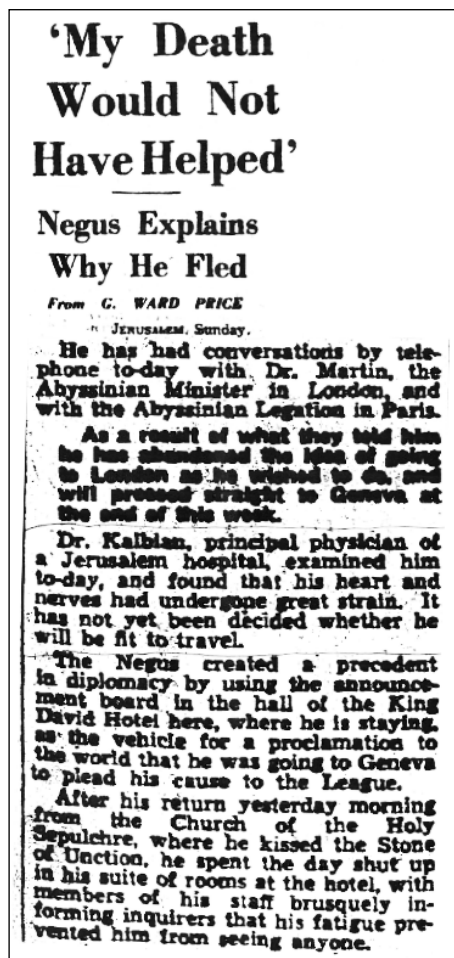 ‘My Death
Would Not
Have Helped’
Negus Explains
Why He Fled
From G. WARD PRICE
JERUSALEM, Sunday.
He has had conversations by tele-
phone to-day with Dr. Martin, the
Abyssinian Minister in London, and
with the Abyssinian Legation in Paris.
As a result of what they told him
he has abandoned the idea of going
to London as he wished to do, and
will proceed straight to Geneva at
the end of this week.
Dr. Kalbian, principal physician of
a Jerusalem hospital, examined him
to-day, and found that his heart and
nerves had undergone great strain. It
has not yet been decided whether he
will be fit to travel.
The Negus created a precedent
in diplomacy by using the announce-
ment board in the hall of the King
David Hotel here, where he is staying,
as the vehicle for a proclamation to
the world that he was going to Geneva
to plead his cause to the League.
After his return yesterday morning
from the Church of the Holy
Sepulchre, where he kissed the Stone
of Unction, he spent the day shut up
in his suite of rooms at the hotel, with
members of his staff brusquely in-
forming inquirers that his fatigue pre-
vented him from seeing anyone.